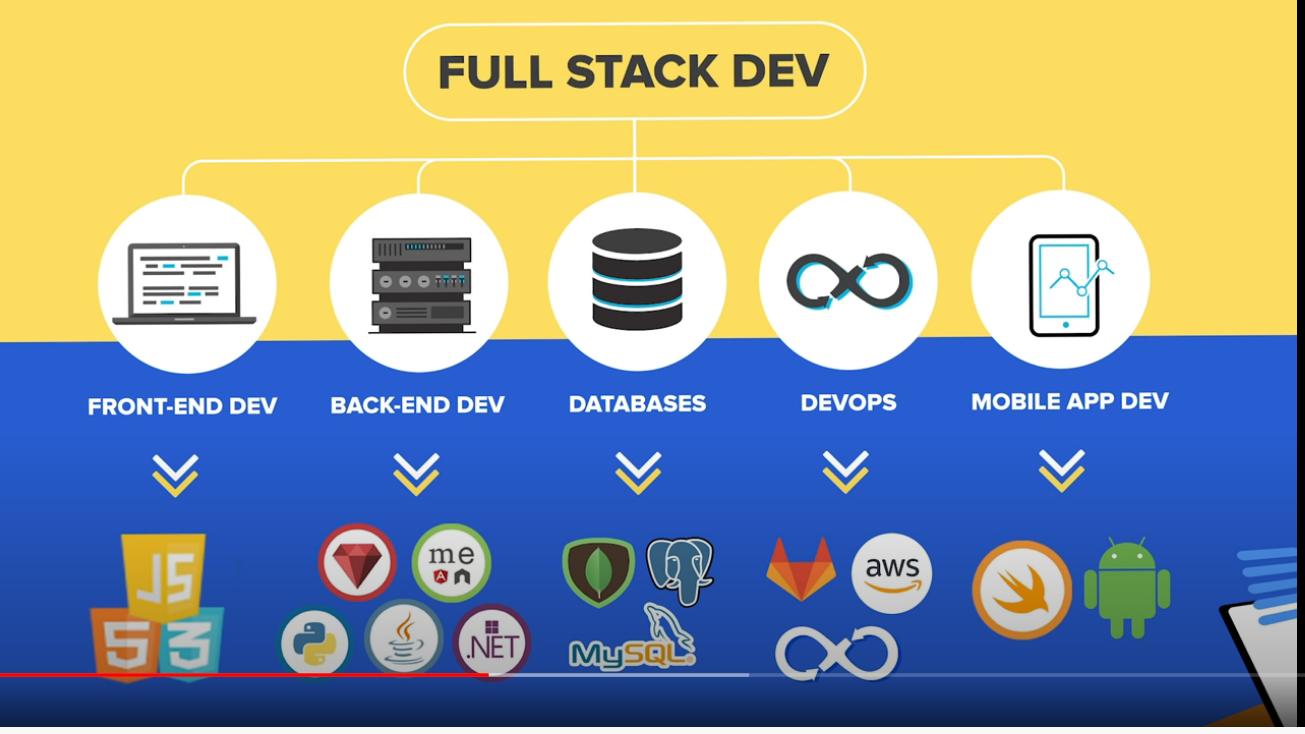 FULL STACK DEV
FRONT-END DEV
BACK-END DEV
DATABASES
DEVOPS
MOBILE APP DEV
JS
5
3
me
.NET
MySQL
aws